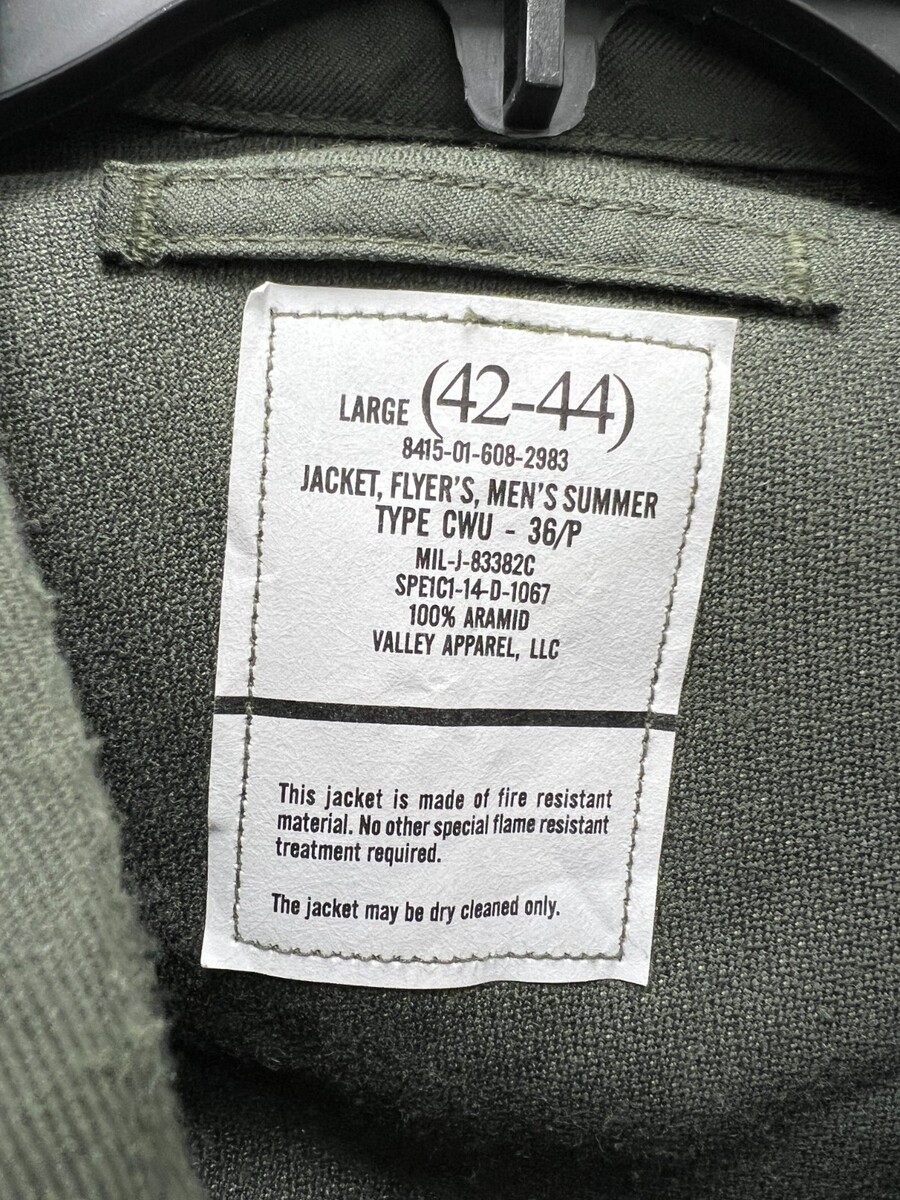 LARGE (42-44)
8415-01-608-2983
JACKET, FLYER'S, MEN'S SUMMER
TYPE CWU - 36/P
MIL-J-83382C
SPE1C1-14-D-1067
100% ARAMID
VALLEY APPAREL, LLC
This jacket is made of fire resistant
material. No other special flame resistant
treatment required.
The jacket may be dry cleaned only.